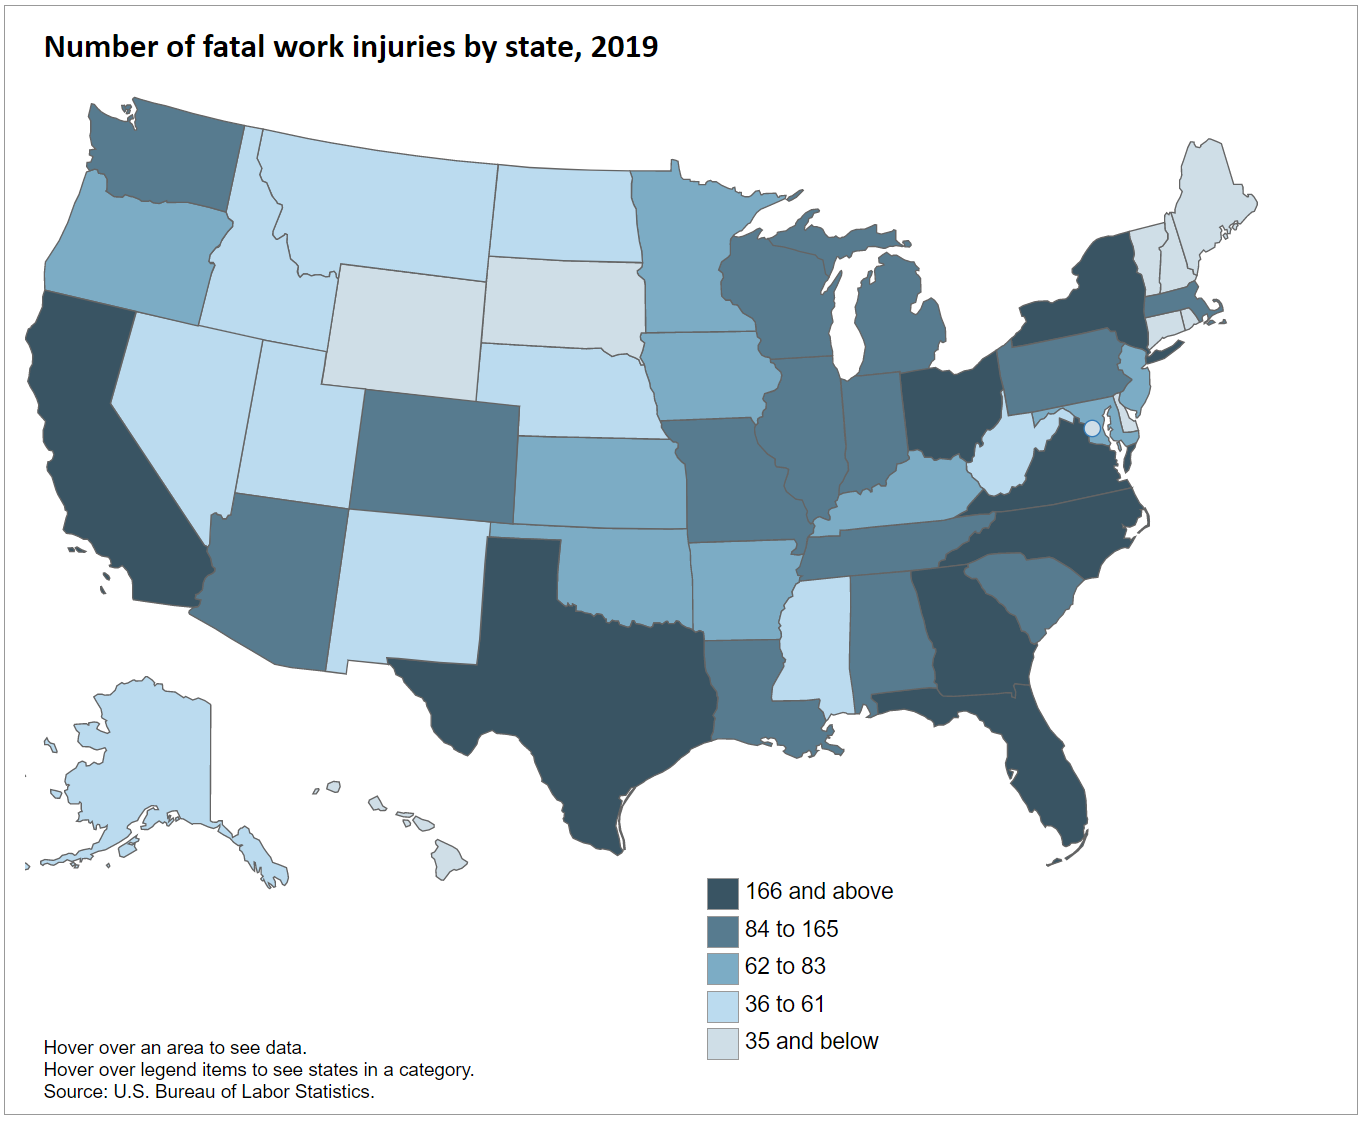 Number of fatal work injuries by state, 2019
166 and above
84 to 165
62 to 83
36 to 61
35 and below
Hover over an area to see data.
Hover over legend items to see states in a category.
Source: U.S. Bureau of Labor Statistics.